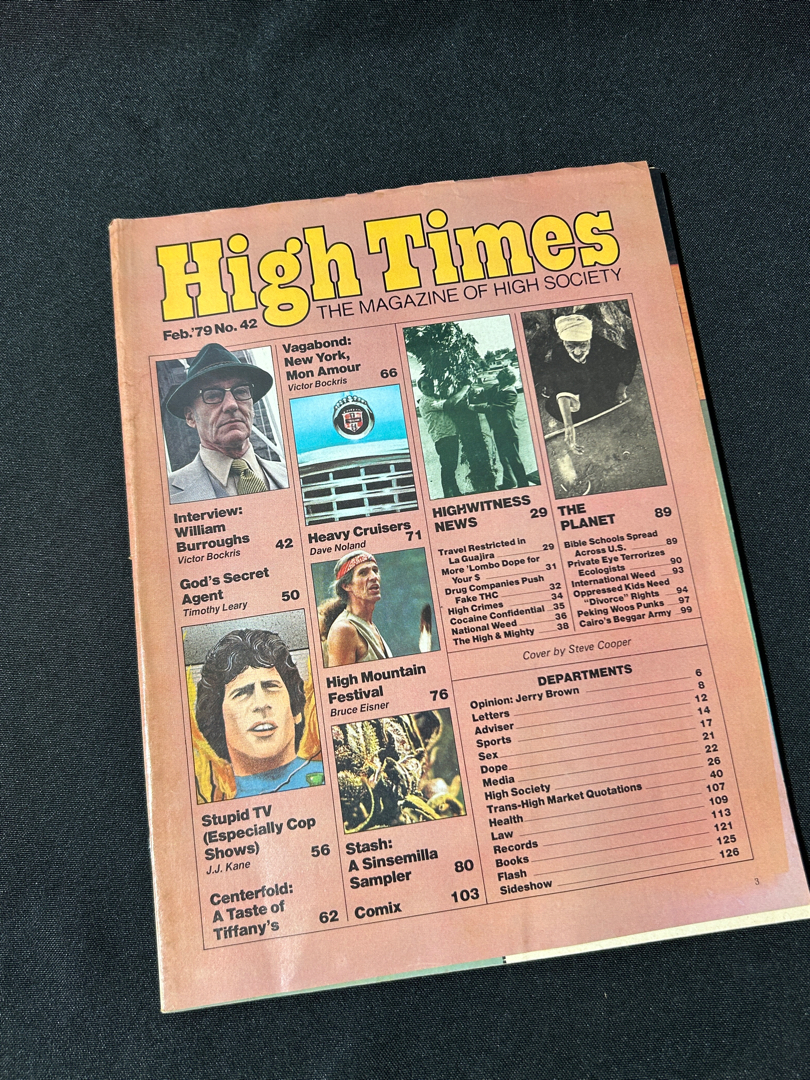 High Times
THE MAGAZINE OF HIGH SOCIETY
Feb.'79 No. 42
Interview:
William
Burroughs 42
Victor Bockris
God's Secret
Agent 50
Timothy Leary
Stupid TV
(Especially Cop
Shows) 56
J.J. Kane
Centerfold:
A Taste of
Tiffany's 62
Vagabond:
New York,
Mon Amour 66
Victor Bockris
Heavy Cruisers 71
Dave Noland
High Mountain
Festival 76
Bruce Eisner
Stash:
A Sinsemilla
Sampler 80
Comix 103
HIGHWITNESS
NEWS 29
Travel Restricted in
La Guajira 29
More 'Lombo Dope for
Your $ 31
Drug Companies Push
Fake THC 32
High Crimes 34
Cocaine Confidential 35
National Weed 36
The High & Mighty 38
THE
PLANET 89
Bible Schools Spread
Across U.S. 89
Private Eye Terrorizes
Ecologists 90
International Weed 93
Oppressed Kids Need
"Divorce" Rights 94
Peking Woos Punks 97
Cairo's Beggar Army 99
Cover by Steve Cooper
DEPARTMENTS
Opinion: Jerry Brown 6
Letters 8
Adviser 12
Sports 14
Sex 17
Dope 21
Media 22
High Society 26
Trans-High Market Quotations 40
Health 107
Law 109
Records 113
Books 121
Flash 125
Sideshow 126
3